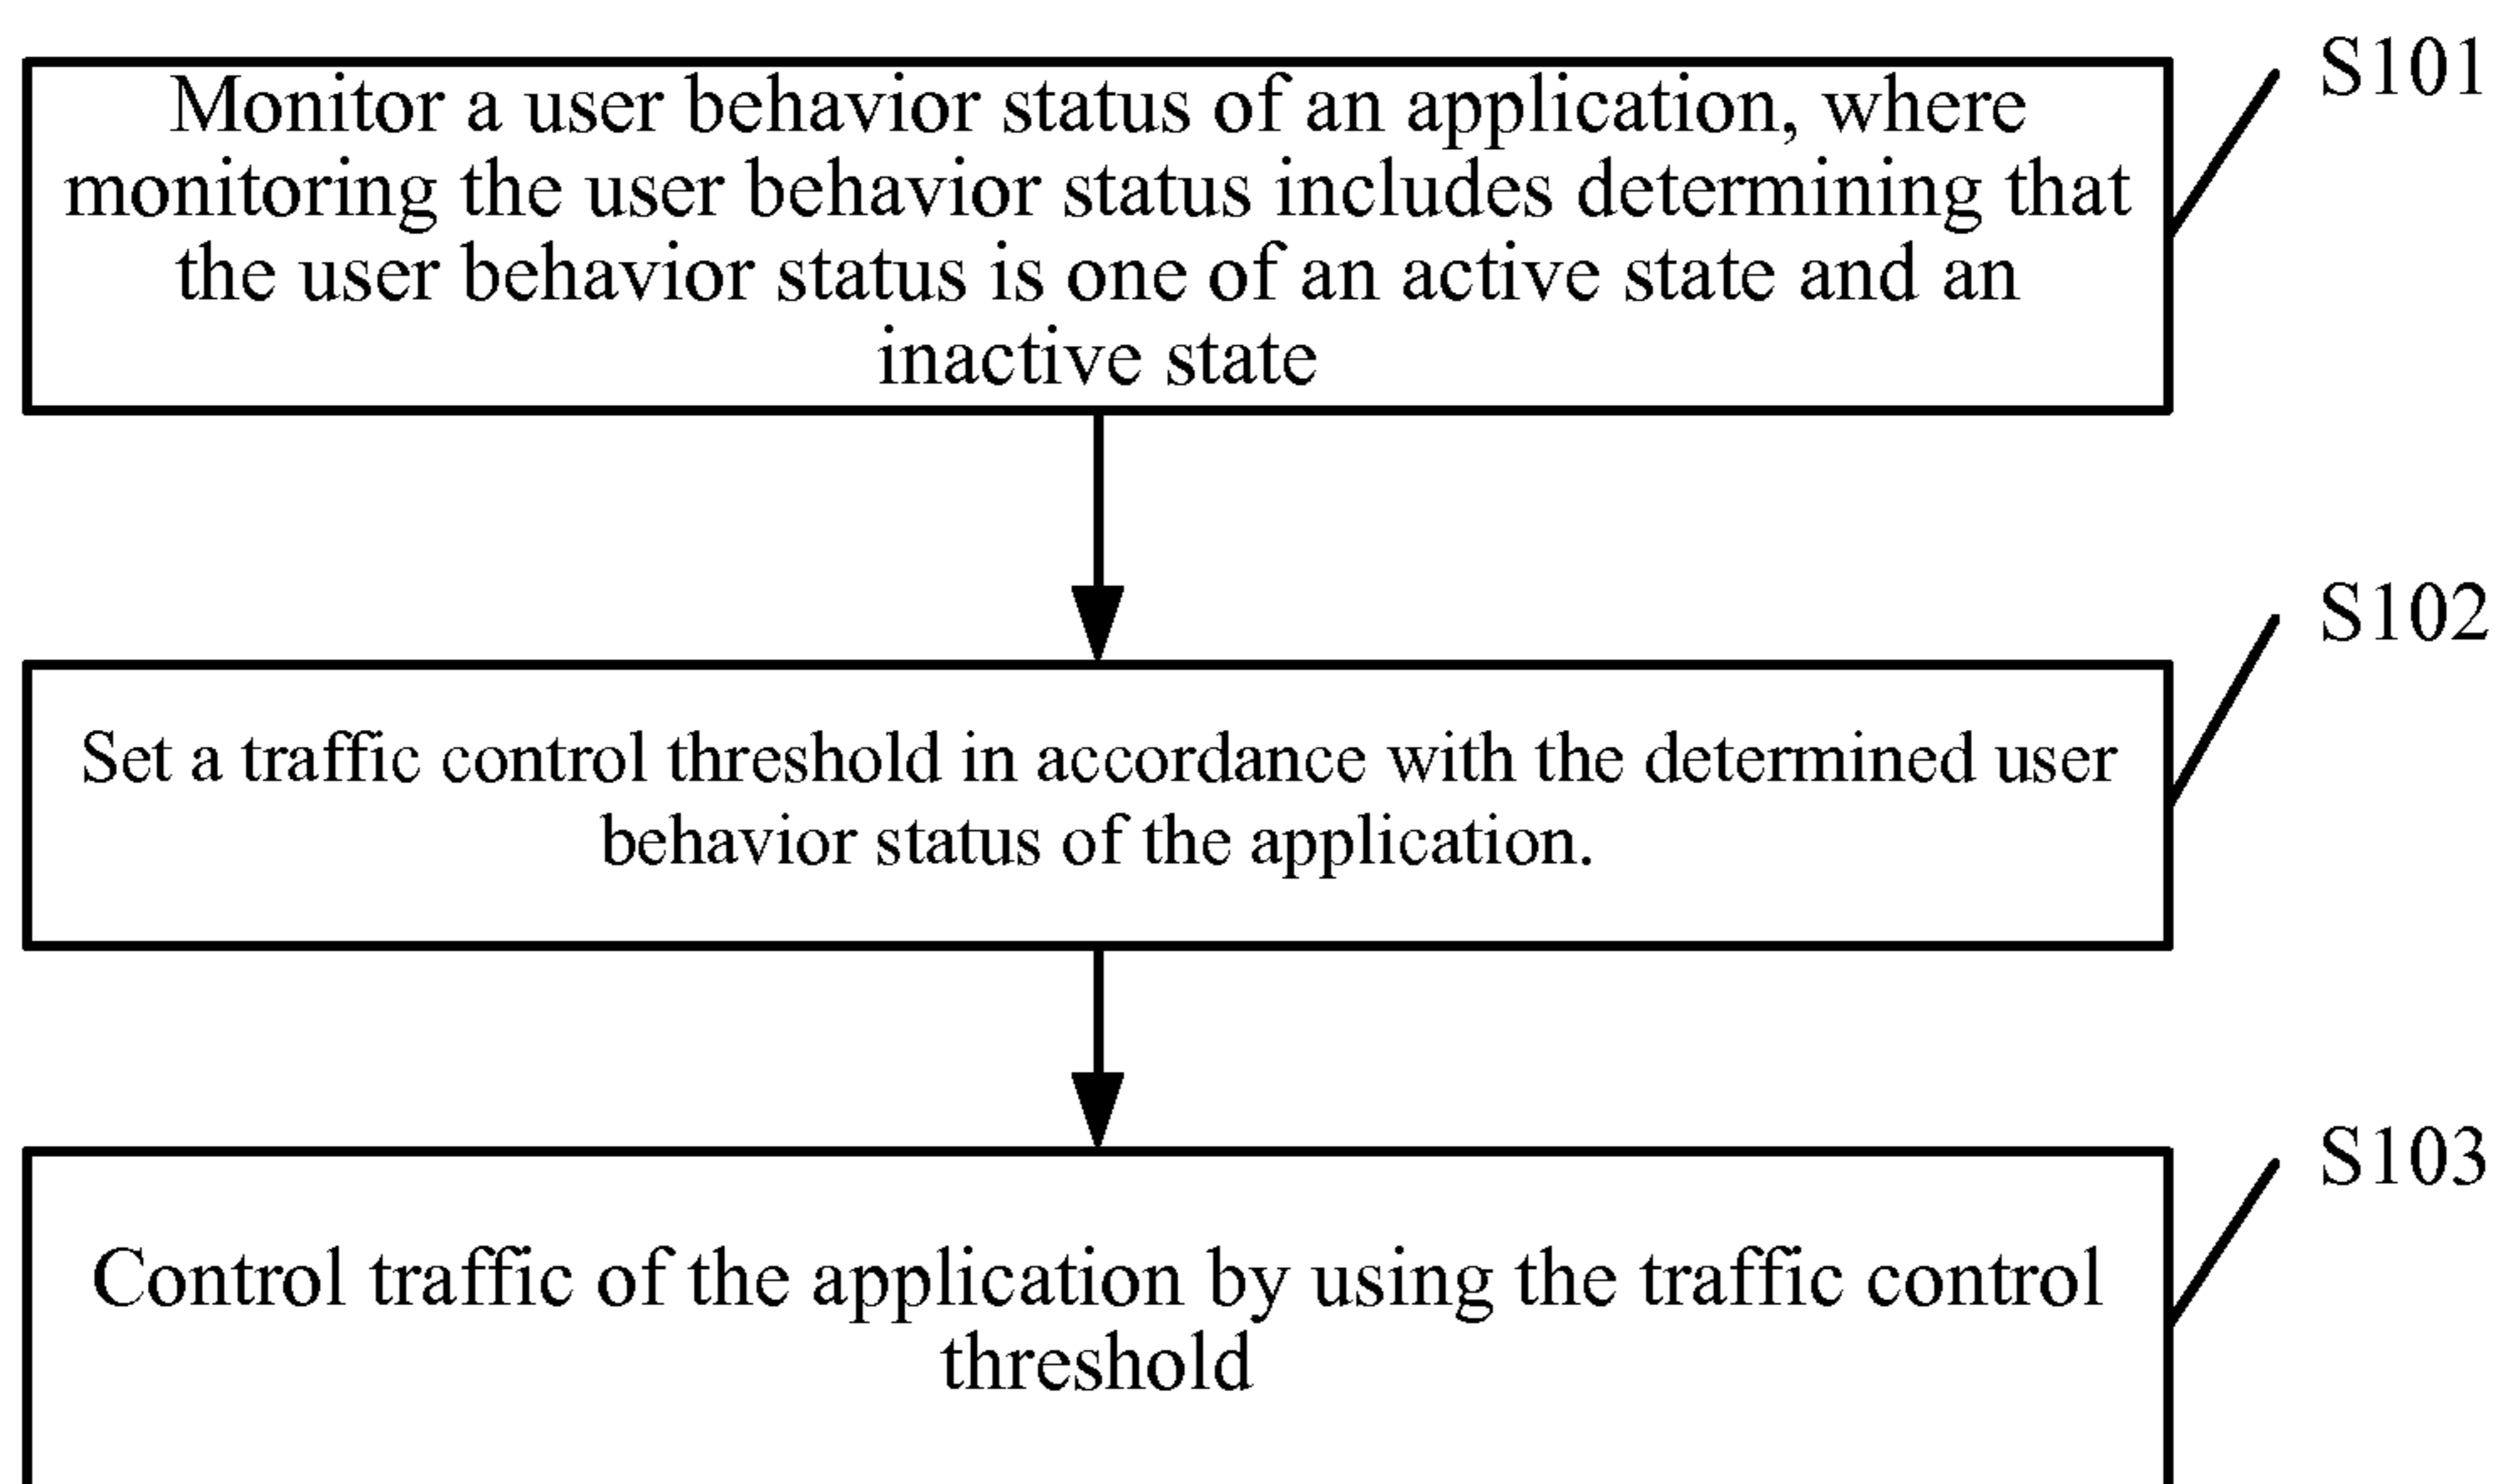 S101
Monitor a user behavior status of an application, where
monitoring the user behavior status includes determining that
the user behavior status is one of an active state and an
inactive state
S102
Set a traffic control threshold in accordance with the determined user
behavior status of the application.
S103
Control traffic of the application by using the traffic control
threshold